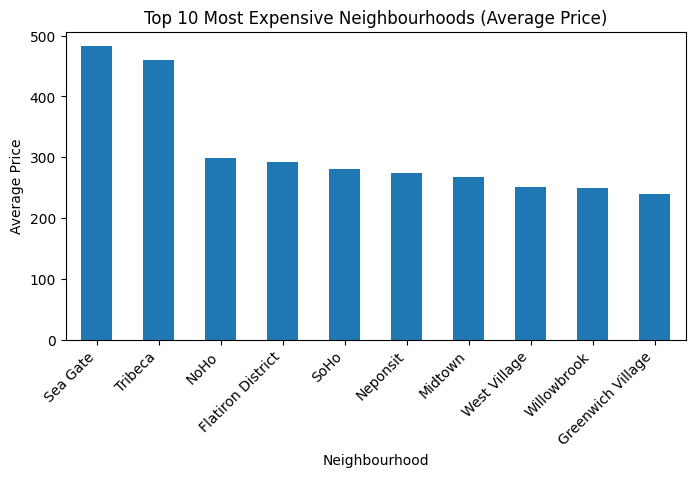 Top 10 Most Expensive Neighbourhoods (Average Price)
Average Price
500
400
300
200
100
0
Sea Gate
Tribeca
NoHo
Flatiron District
SoHo
Neponsit
Midtown
West Village
Willowbrook
Greenwich Village
Neighbourhood